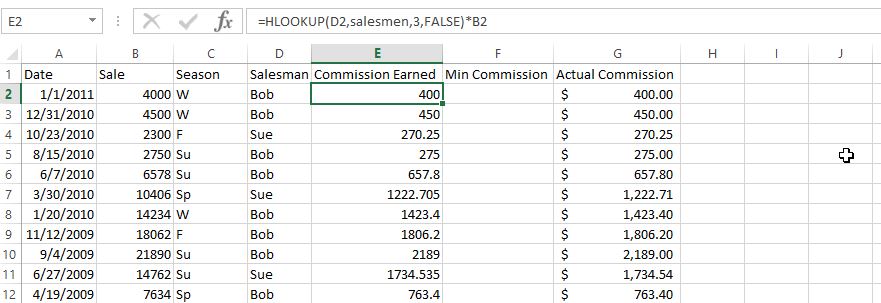 E2 fx =HLOOKUP(D2,salesmen,3,FALSE)*B2
A B C D E F G H I J
1 Date Sale Season Salesman Commission Earned Min Commission Actual Commission
2 1/1/2011 4000 W Bob 400 $ 400.00
3 12/31/2010 4500 W Bob 450 $ 450.00
4 10/23/2010 2300 F Sue 270.25 $ 270.25
5 8/15/2010 2750 Su Bob 275 $ 275.00
6 6/7/2010 6578 Su Bob 657.8 $ 657.80
7 3/30/2010 10406 Sp Sue 1222.705 $ 1,222.71
8 1/20/2010 14234 W Bob 1423.4 $ 1,423.40
9 11/12/2009 18062 F Bob 1806.2 $ 1,806.20
10 9/4/2009 21890 Su Bob 2189 $ 2,189.00
11 6/27/2009 14762 Su Sue 1734.535 $ 1,734.54
12 4/19/2009 7634 Sp Bob 763.4 $ 763.40